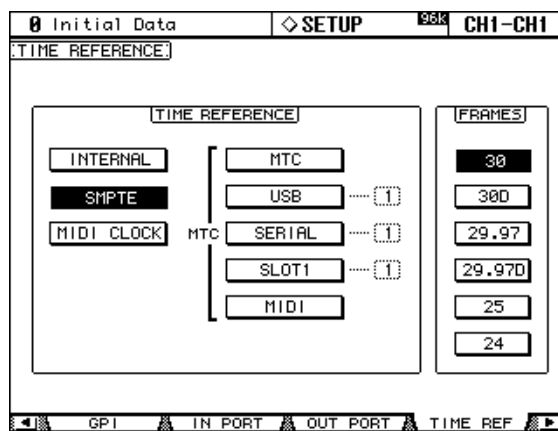 0 Initial Data ◇SETUP 96k CH1-CH1
TIME REFERENCE
TIME REFERENCE
INTERNAL
SMPTE
MIDI CLOCK
MTC
MTC
USB 1
SERIAL 1
SLOT1 1
MIDI
FRAMES
30
30D
29.97
29.97D
25
24
GPI IN PORT OUT PORT TIME REF